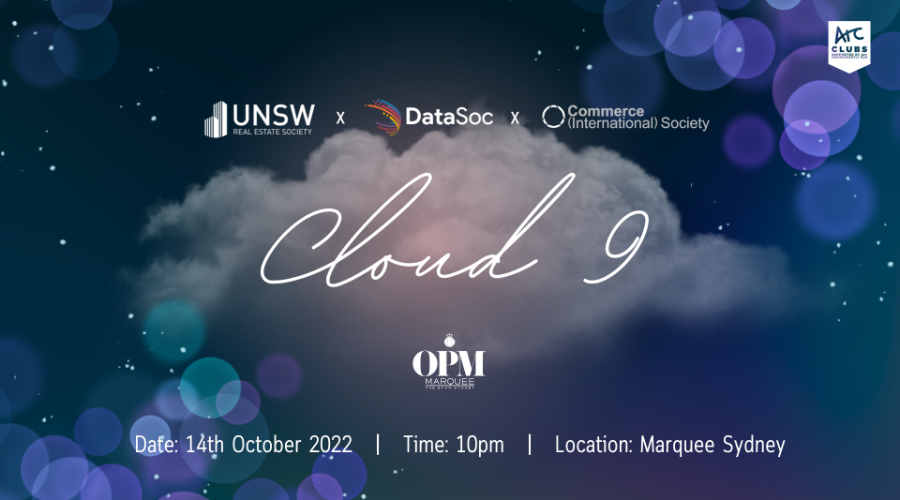 Arc
CLUBS
UNSW x DataSoc x Commerce
REAL ESTATE SOCIETY (International) Society
Cloud 9
OPM
MARQUEE
Date: 14th October 2022 | Time: 10pm | Location: Marquee Sydney